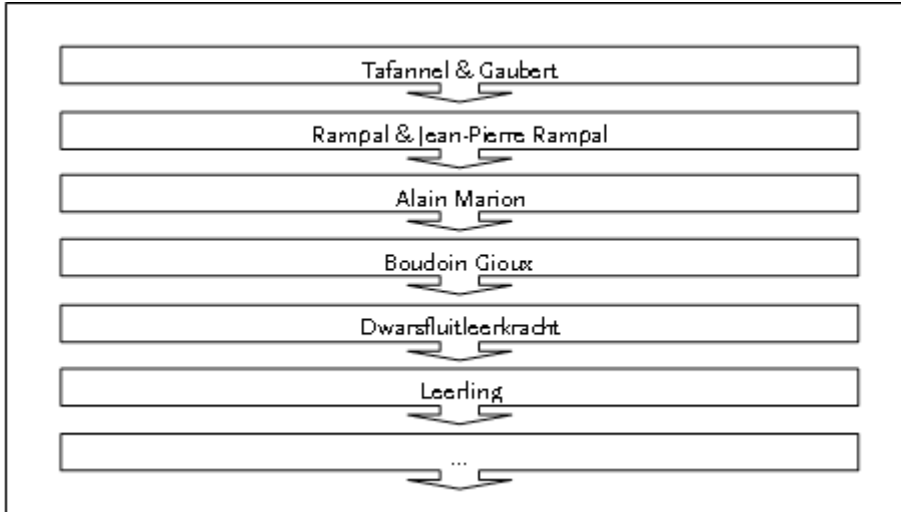 Tafannel & Gaubert
Rampal & Jean-Pierre Rampal
Alain Marion
Boudoin Gioux
Dwarsfluitleerkracht
Leerling
...